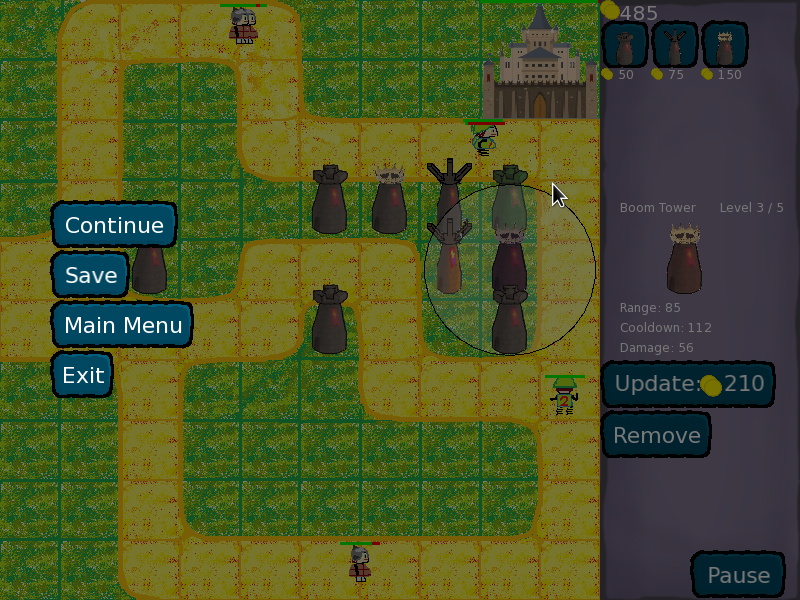 485
50 75 150
Boom Tower Level 3 / 5
Continue
Save
Main Menu
Exit
Range: 85
Cooldown: 112
Damage: 56
Update: 210
Remove
Pause